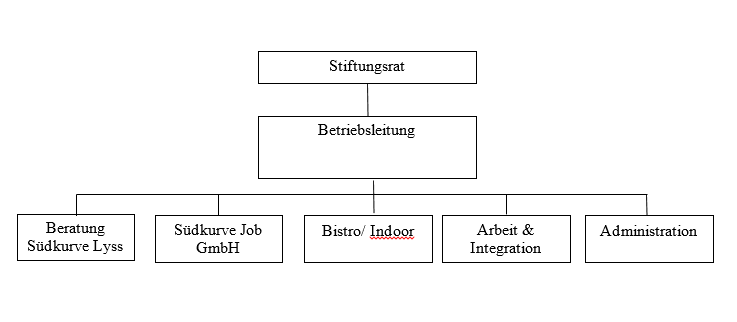 Stiftungsrat
Betriebsleitung
Beratung
Südkurve Lyss
Südkurve Job
GmbH
Bistro/ Indoor
Arbeit &
Integration
Administration